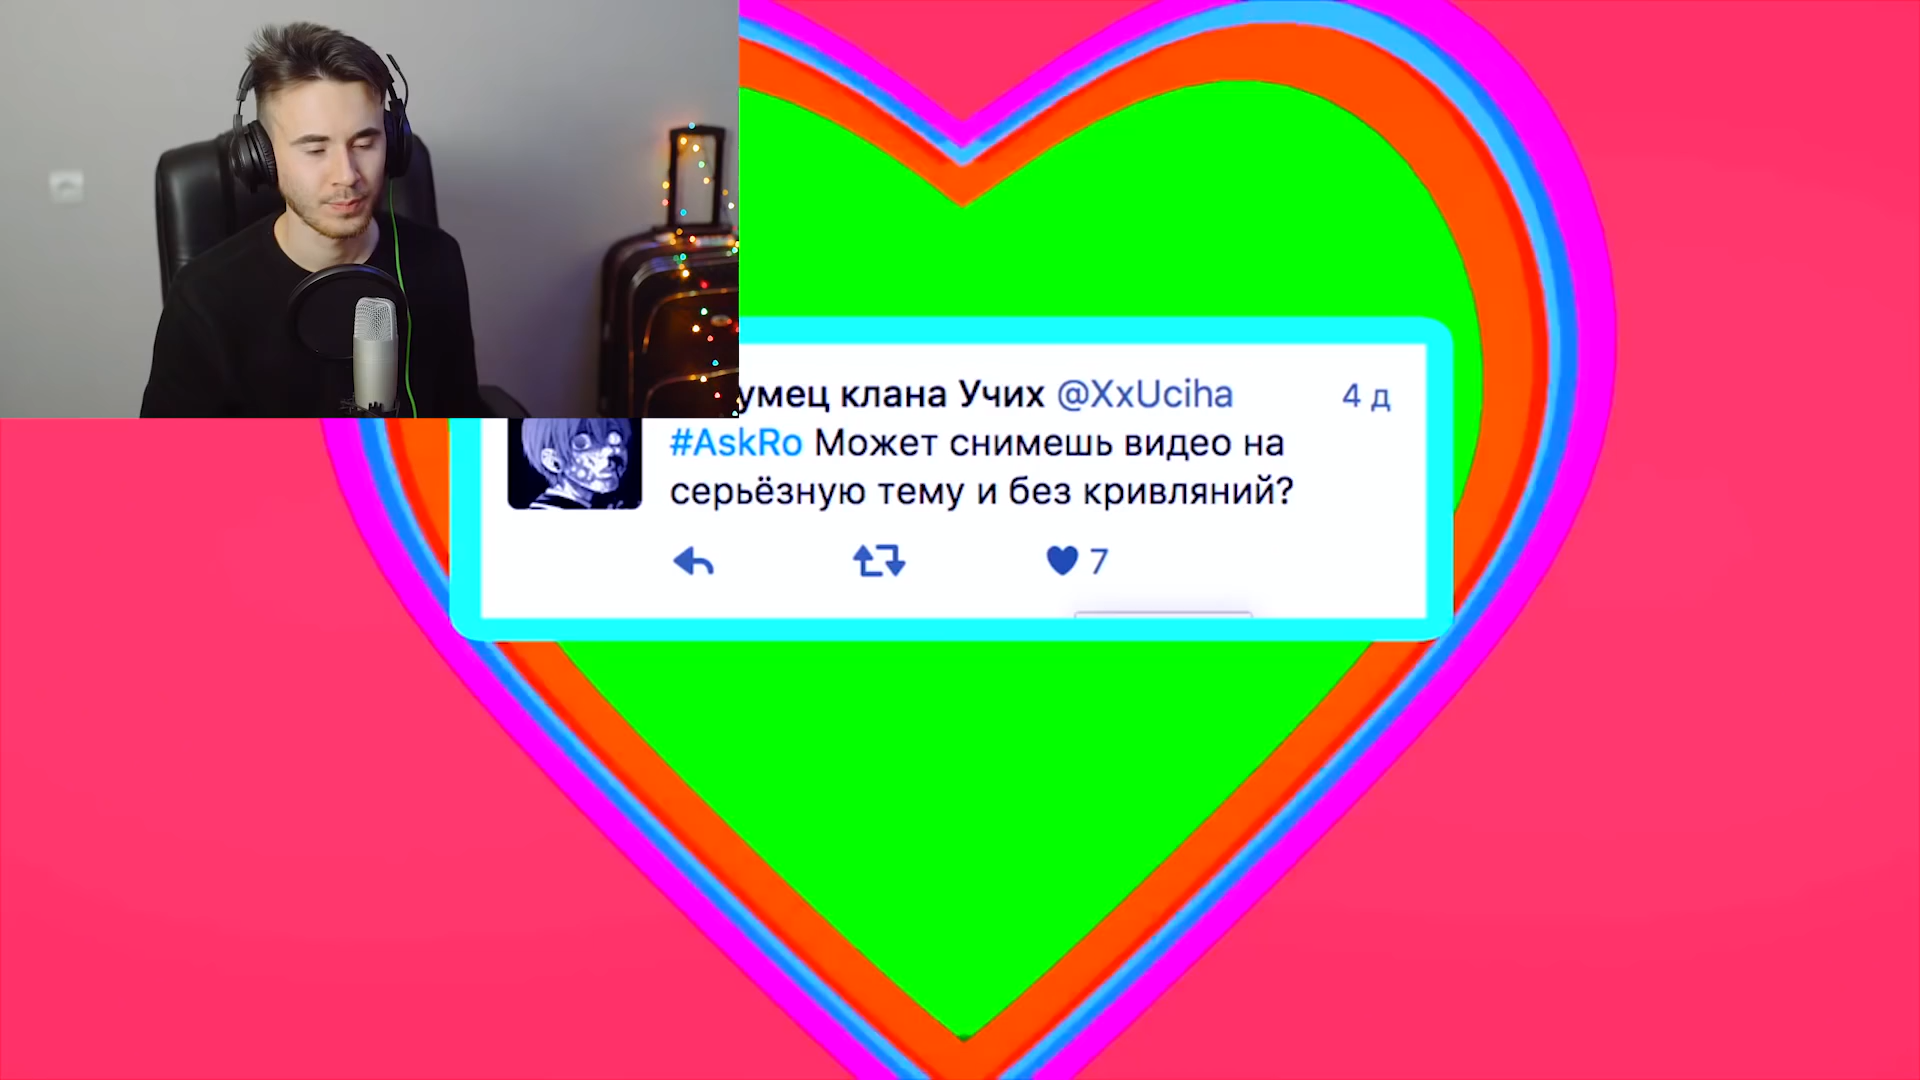 умец клана Учих @XxUciha 4 д
#AskRo Может снимешь видео на
серьёзную тему и без кривляний?
7